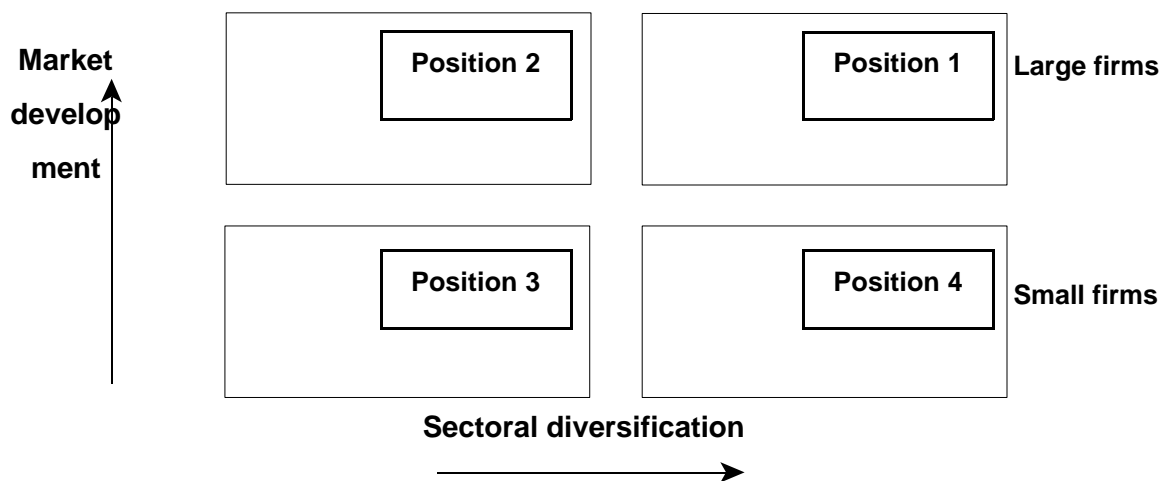 Market
develop
ment
Position 2
Position 1
Large firms
Position 3
Position 4
Small firms
Sectoral diversification